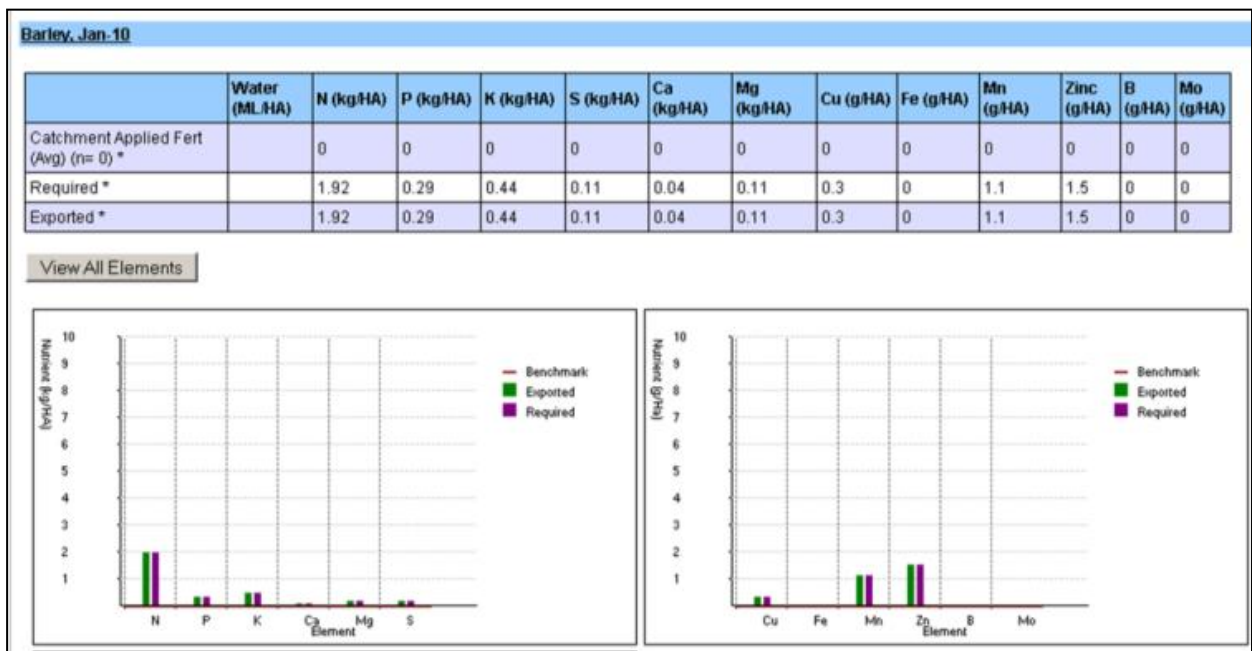 Barley, Jan-10
Water (ML/HA) N (kg/HA) P (kg/HA) K (kg/HA) S (kg/HA) Ca (kg/HA) Mg (kg/HA) Cu (g/HA) Fe (g/HA) Mn (g/HA) Zinc (g/HA) B (g/HA) Mo (g/HA)
Catchment Applied Fert (Avg) (n= 0) * 0 0 0 0 0 0 0 0 0 0 0 0
Required * 1.92 0.29 0.44 0.11 0.04 0.11 0.3 0 1.1 1.5 0 0
Exported * 1.92 0.29 0.44 0.11 0.04 0.11 0.3 0 1.1 1.5 0 0
View All Elements
Nutrient (kg/HA)
10
9
8
7
6
5
4
3
2
1
N P K Ca Mg S
Element
Benchmark
Exported
Required
Nutrient (g/Ha)
10
9
8
7
6
5
4
3
2
1
Cu Fe Mn Zn B Mo
Element
Benchmark
Exported
Required